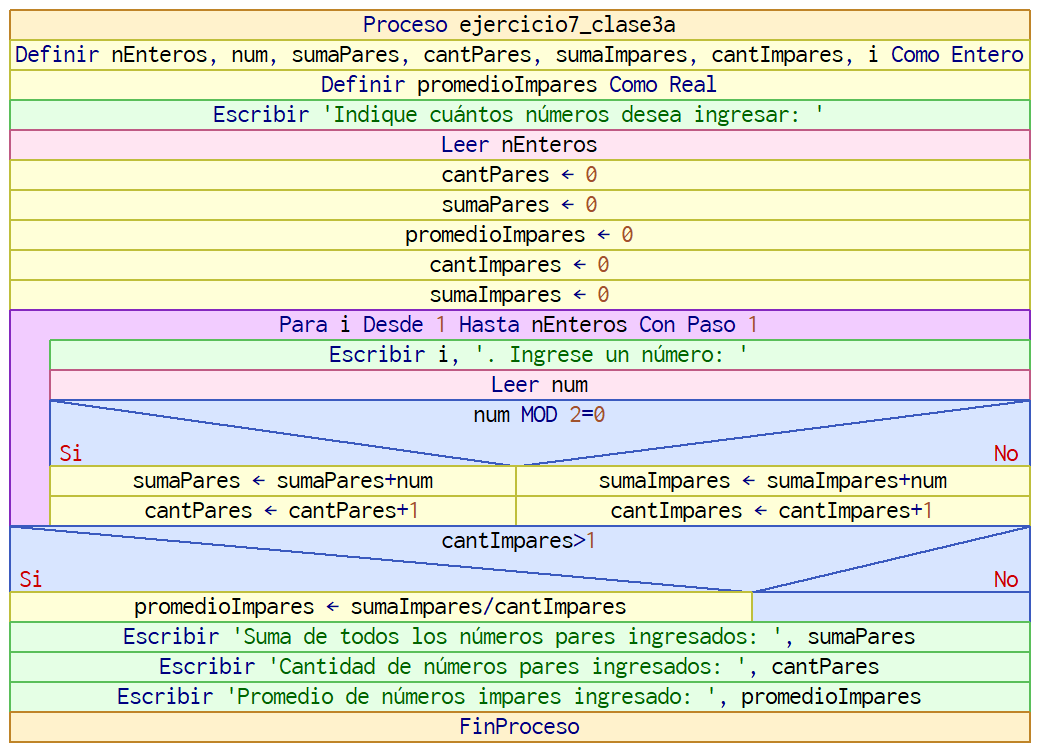 Proceso ejercicio7_clase3a
Definir nEnteros, num, sumaPares, cantPares, sumaImpares, cantImpares, i Como Entero
Definir promedioImpares Como Real
Escribir 'Indique cuántos números desea ingresar: '
Leer nEnteros
cantPares ← 0
sumaPares ← 0
promedioImpares ← 0
cantImpares ← 0
sumaImpares ← 0
Para i Desde 1 Hasta nEnteros Con Paso 1
Escribir i, '. Ingrese un número: '
Leer num
num MOD 2=0
Si No
sumaPares ← sumaPares+num sumaImpares ← sumaImpares+num
cantPares ← cantPares+1 cantImpares ← cantImpares+1
cantImpares>1
Si No
promedioImpares ← sumaImpares/cantImpares
Escribir 'Suma de todos los números pares ingresados: ', sumaPares
Escribir 'Cantidad de números pares ingresados: ', cantPares
Escribir 'Promedio de números impares ingresado: ', promedioImpares
FinProceso